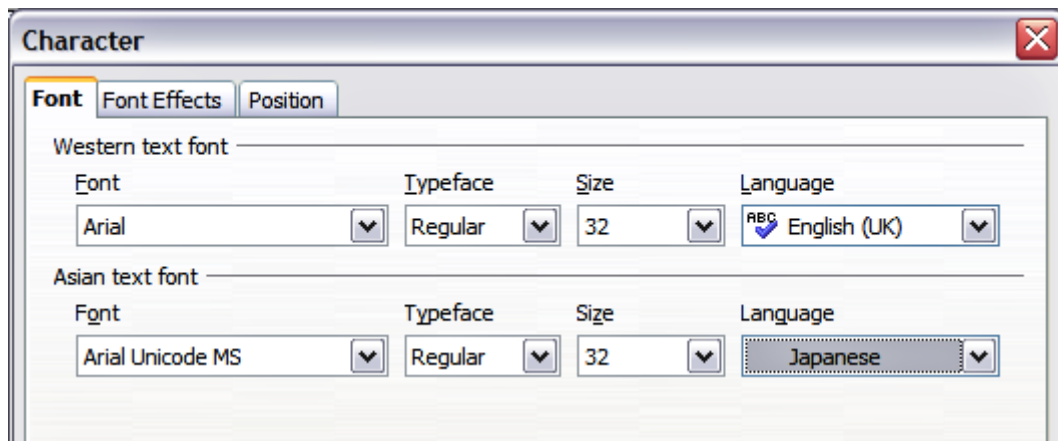 Character
Font Font Effects Position
Western text font
Font Typeface Size Language
Arial Regular 32 ABC English (UK)
Asian text font
Font Typeface Size Language
Arial Unicode MS Regular 32 Japanese